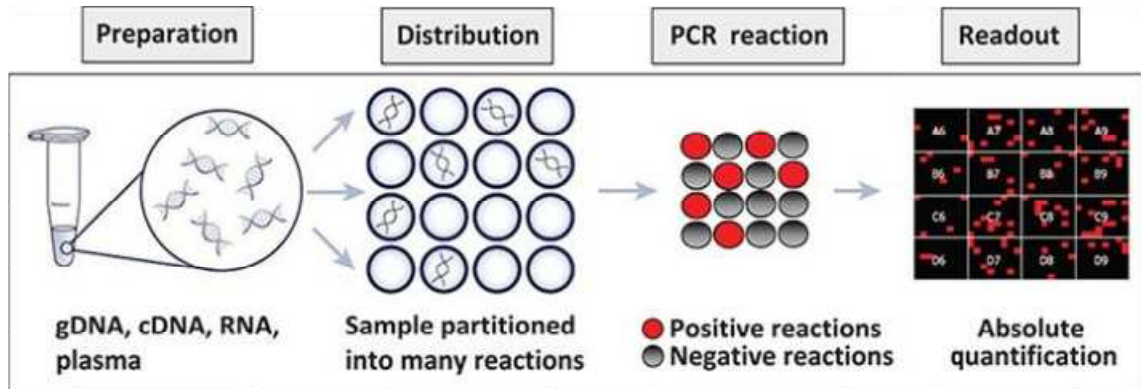 Preparation
Distribution
PCR reaction
Readout
A6 A7 A8 A9
B6 B7 B8 B9
C6 C7 C8 C9
D6 D7 D8 D9
gDNA, cDNA, RNA,
plasma
Sample partitioned
into many reactions
Positive reactions
Negative reactions
Absolute
quantification